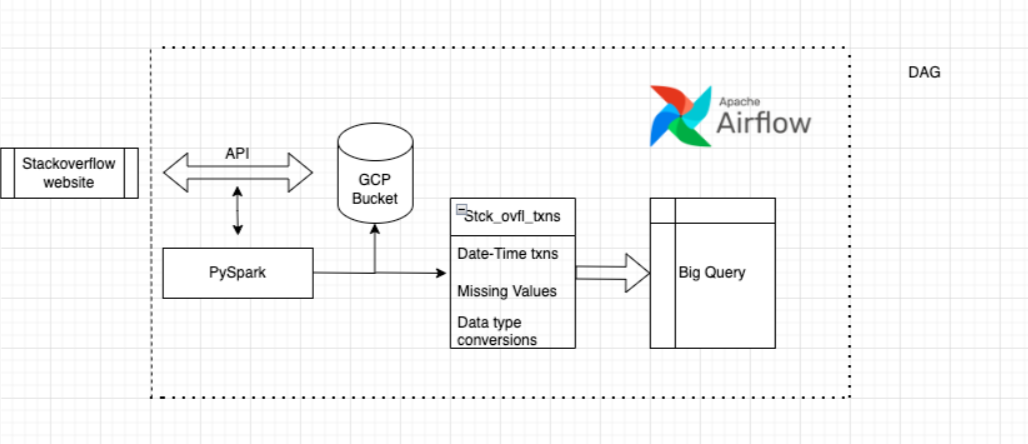 DAG
Apache
Airflow
Stackoverflow
website
API
GCP
Bucket
Stck_ovfl_txns
Date-Time txns
Missing Values
Data type
conversions
PySpark
Big Query